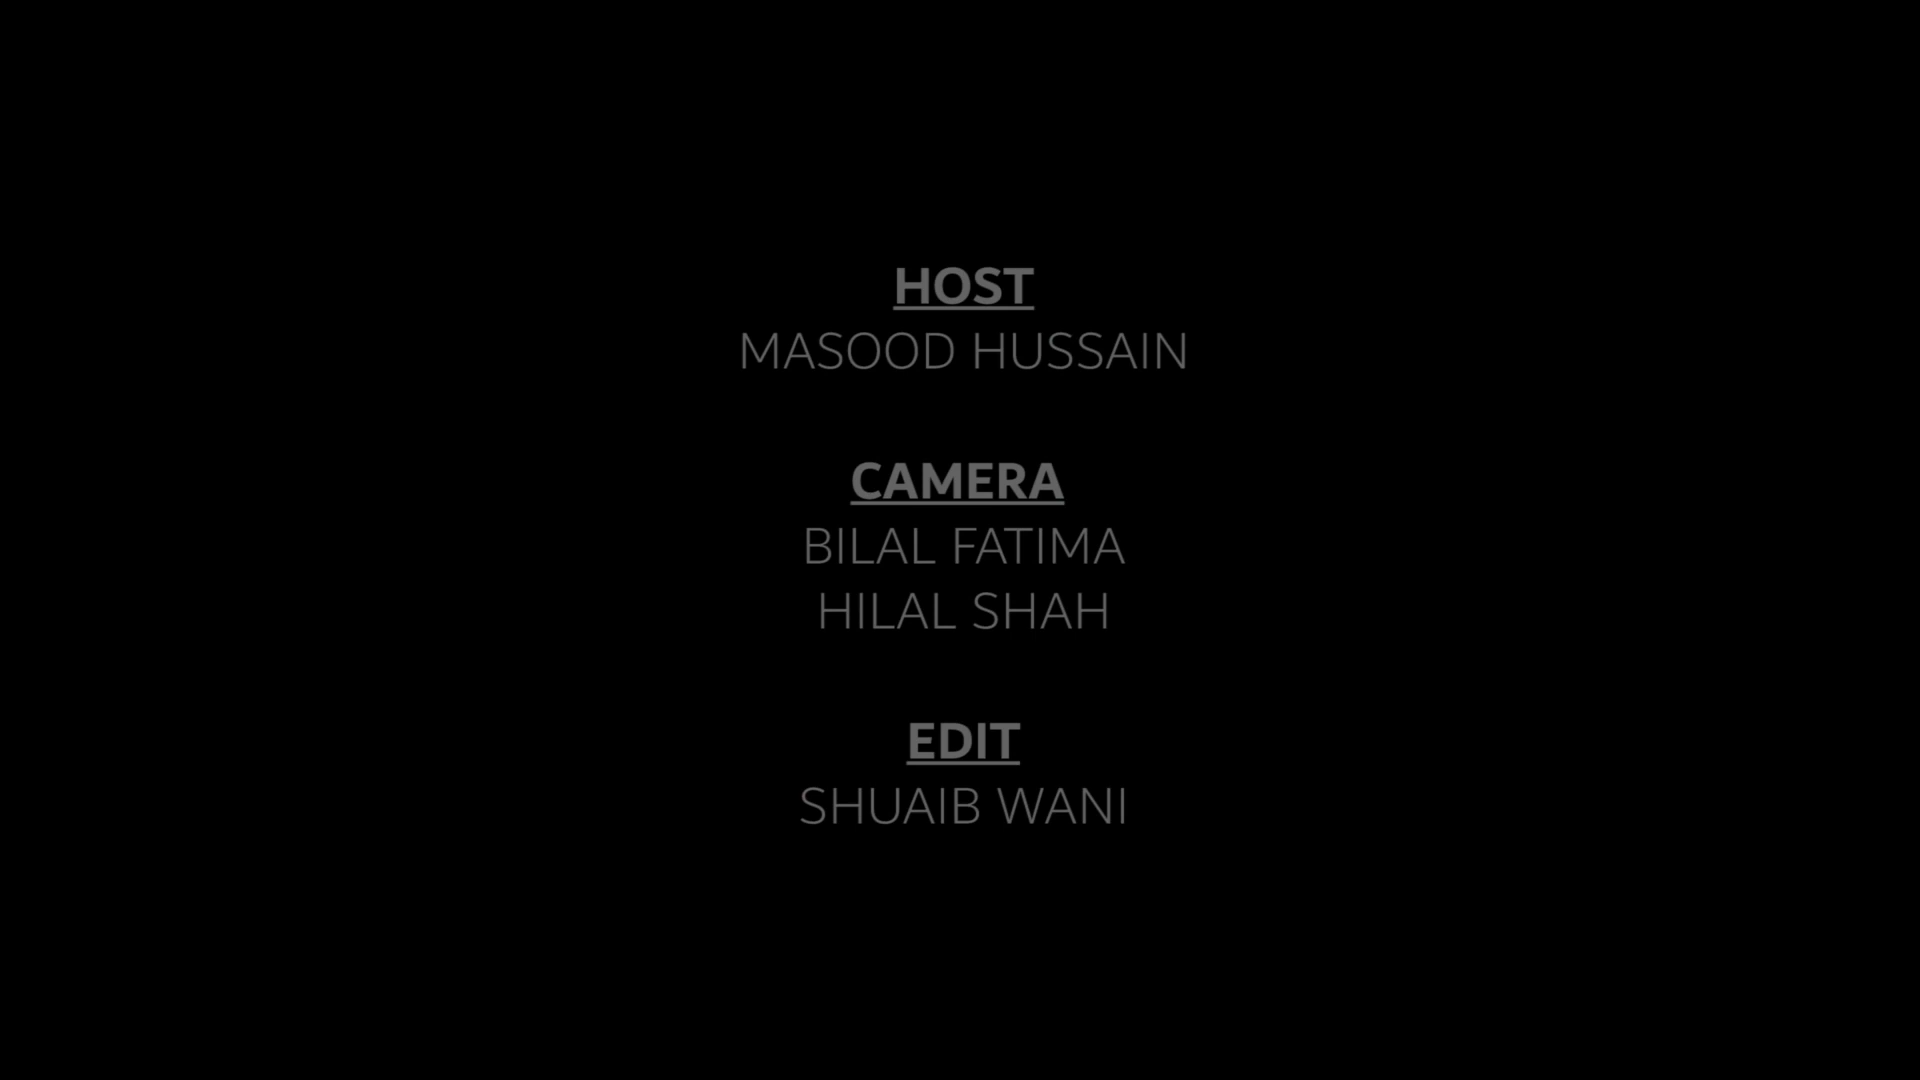 HOST
MASOOD HUSSAIN
CAMERA
BILAL FATIMA
HILAL SHAH
EDIT
SHUAIB WANI